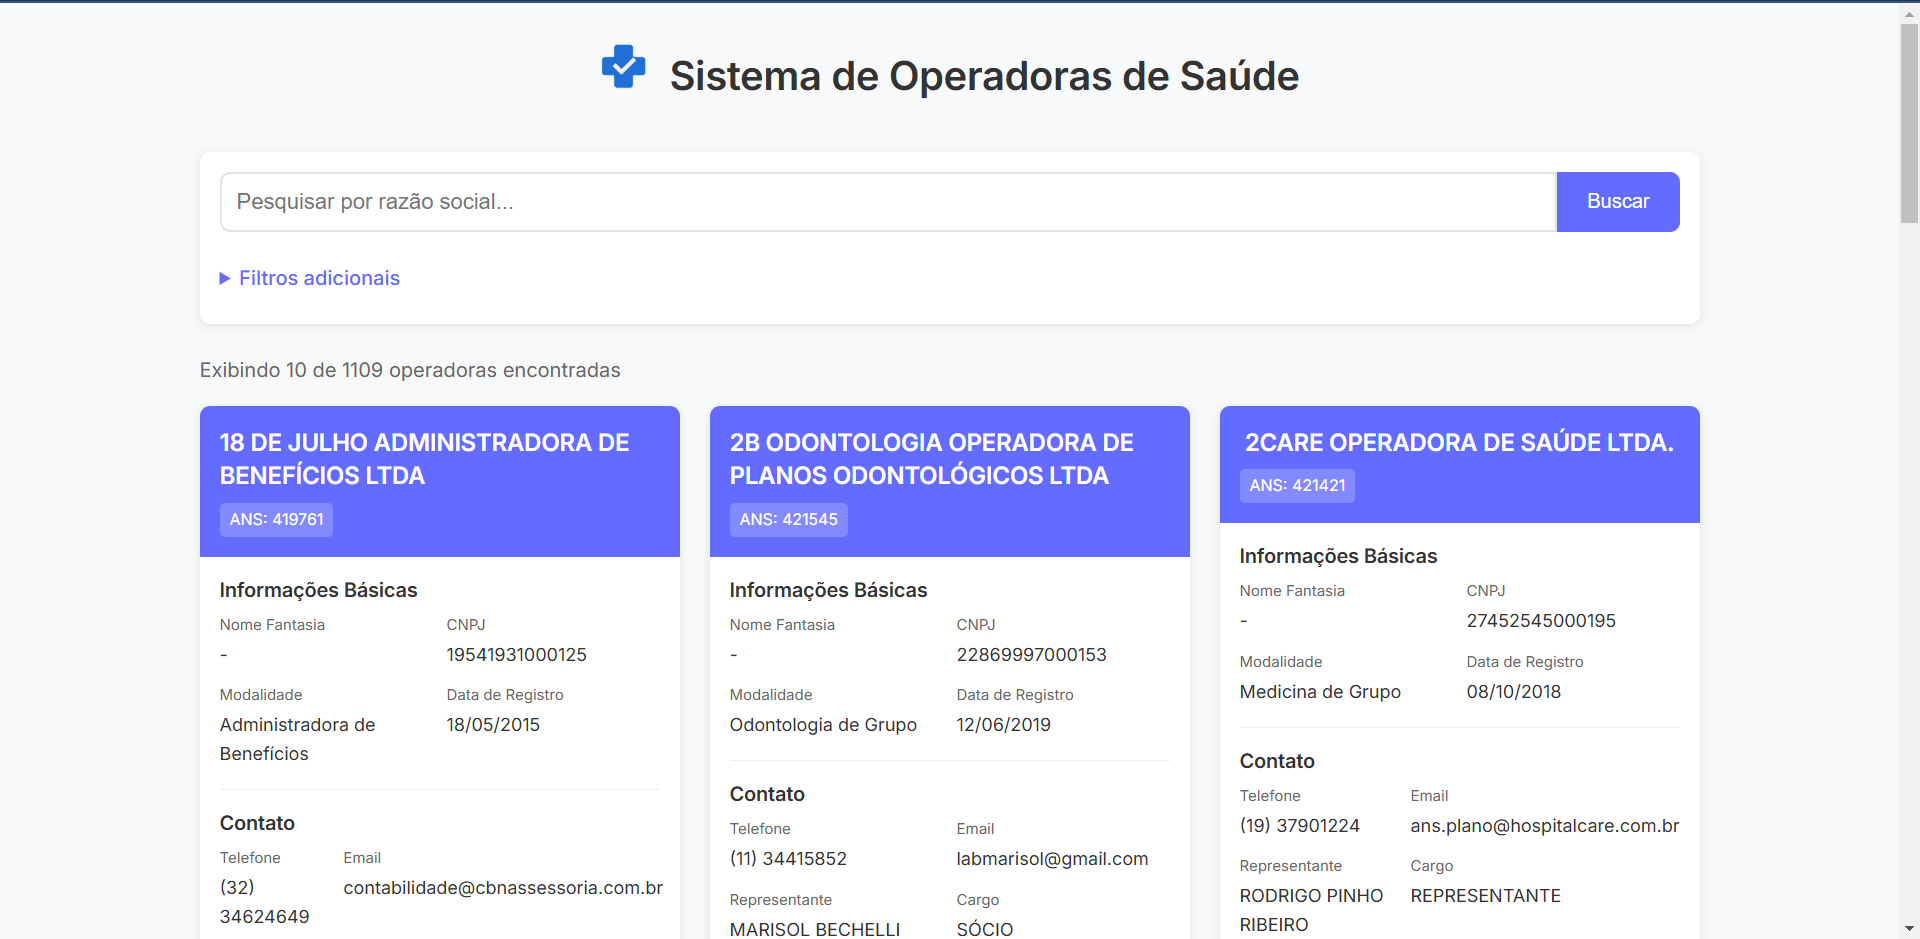 Sistema de Operadoras de Saúde
Pesquisar por razão social...
Buscar
Filtros adicionais
Exibindo 10 de 1109 operadoras encontradas
18 DE JULHO ADMINISTRADORA DE
BENEFÍCIOS LTDA
ANS: 419761
Informações Básicas
Nome Fantasia CNPJ
- 19541931000125
Modalidade Data de Registro
Administradora de 18/05/2015
Benefícios
Contato
Telefone Email
(32) contabilidade@cbnassessoria.com.br
34624649
2B ODONTOLOGIA OPERADORA DE
PLANOS ODONTOLÓGICOS LTDA
ANS: 421545
Informações Básicas
Nome Fantasia CNPJ
- 22869997000153
Modalidade Data de Registro
Odontologia de Grupo 12/06/2019
Contato
Telefone Email
(11) 34415852 labmarisol@gmail.com
Representante Cargo
MARISOL BECHELLI SÓCIO
2CARE OPERADORA DE SAÚDE LTDA.
ANS: 421421
Informações Básicas
Nome Fantasia CNPJ
- 27452545000195
Modalidade Data de Registro
Medicina de Grupo 08/10/2018
Contato
Telefone Email
(19) 37901224 ans.plano@hospitalcare.com.br
Representante Cargo
RODRIGO PINHO REPRESENTANTE
RIBEIRO